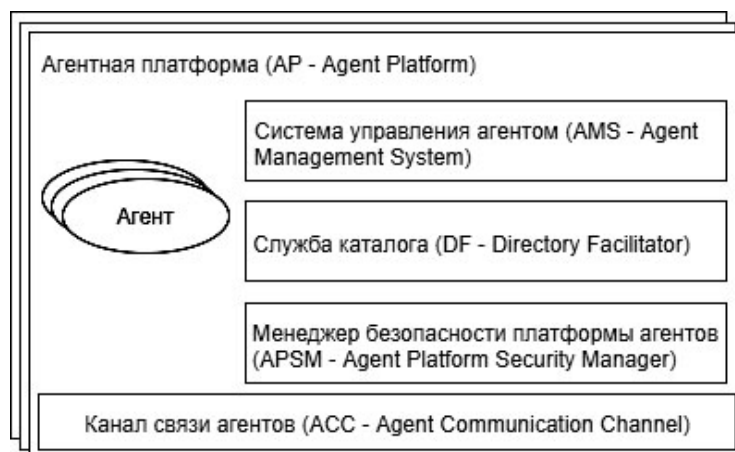 Агентная платформа (AP - Agent Platform)
Система управления агентом (AMS - Agent
Management System)
Агент
Служба каталога (DF - Directory Facilitator)
Менеджер безопасности платформы агентов
(APSM - Agent Platform Security Manager)
Канал связи агентов (ACC - Agent Communication Channel)